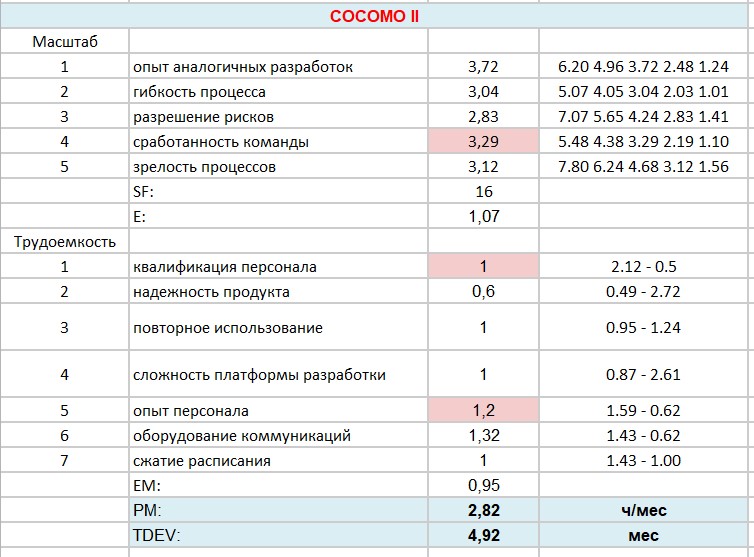 COCOMO II
Масштаб
1 опыт аналогичных разработок 3,72 6.20 4.96 3.72 2.48 1.24
2 гибкость процесса 3,04 5.07 4.05 3.04 2.03 1.01
3 разрешение рисков 2,83 7.07 5.65 4.24 2.83 1.41
4 сработанность команды 3,29 5.48 4.38 3.29 2.19 1.10
5 зрелость процессов 3,12 7.80 6.24 4.68 3.12 1.56
SF: 16
E: 1,07
Трудоемкость
1 квалификация персонала 1 2.12 - 0.5
2 надежность продукта 0,6 0.49 - 2.72
3 повторное использование 1 0.95 - 1.24
4 сложность платформы разработки 1 0.87 - 2.61
5 опыт персонала 1,2 1.59 - 0.62
6 оборудование коммуникаций 1,32 1.43 - 0.62
7 сжатие расписания 1 1.43 - 1.00
EM: 0,95
PM: 2,82 ч/мес
TDEV: 4,92 мес